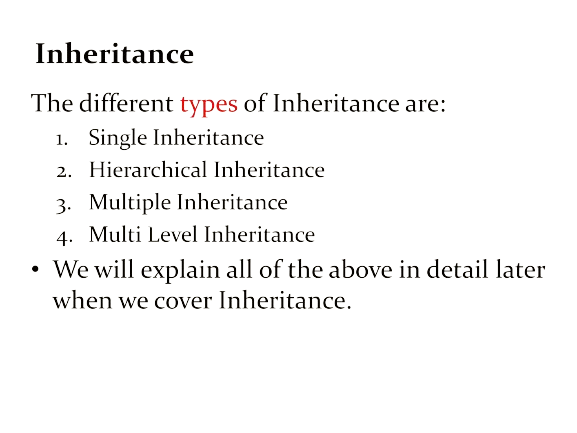 Inheritance
The different types of Inheritance are:
1. Single Inheritance
2. Hierarchical Inheritance
3. Multiple Inheritance
4. Multi Level Inheritance
• We will explain all of the above in detail later
when we cover Inheritance.